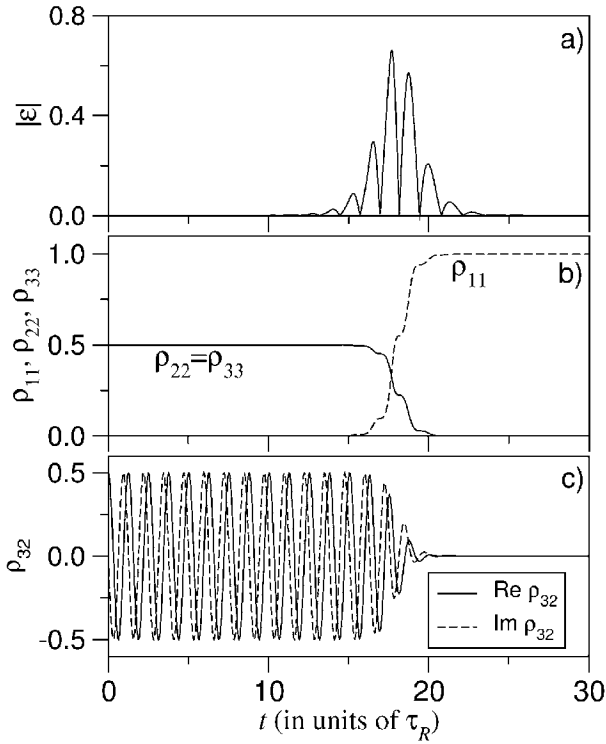 0.8
a)
|ε|
0.4
0.0
1.0
b)
ρ₁₁
ρ₁₁, ρ₂₂, ρ₃₃
0.5
ρ₂₂=ρ₃₃
0.0
0.5
c)
ρ₃₂
0.0
Re ρ₃₂
Im ρ₃₂
-0.5
0 10 20 30
t (in units of τ_R)